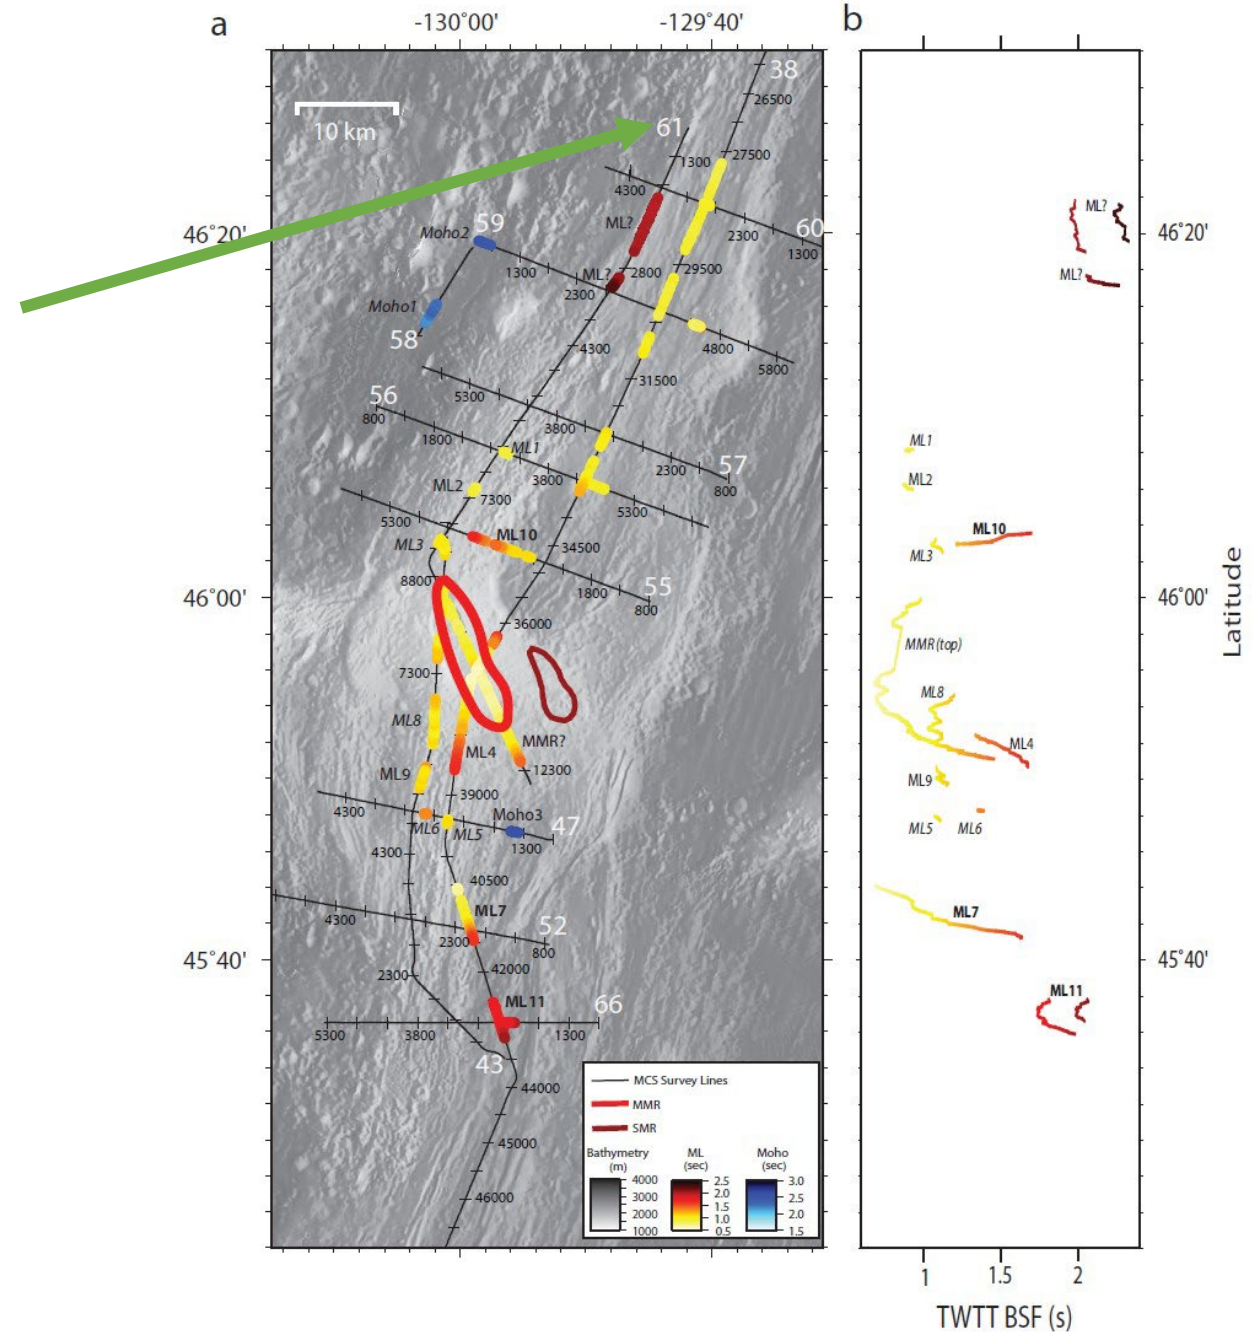 a
b
-130°00'
-129°40'
38
26500
10 km
61
1300
27500
4300
ML?
60
2300
1300
46°20'
46°20'
Moho2
59
1300
ML?
2800
29500
2300
Moho1
58
4300
4800
5800
31500
5300
56
800
1800
3800
ML1
2300
57
800
ML2
7300
3800
5300
5300
ML10
ML3
34500
8800
1800
55
800
46°00'
46°00'
36000
7300
ML8
ML4
MMR?
12300
ML9
39000
4300
Moho3
47
ML6
ML5
1300
4300
40500
ML7
4300
2300
52
800
45°40'
45°40'
42000
2300
ML11
66
5300
3800
1300
43
44000
45000
46000
MCS Survey Lines
MMR
SMR
Bathymetry
(m)
4000
3000
2000
1000
ML
(sec)
2.5
2.0
1.5
1.0
0.5
Moho
(sec)
3.0
2.5
2.0
1.5
ML?
ML?
ML1
ML2
ML10
ML3
MMR(top)
ML8
ML4
ML9
ML5
ML6
ML7
ML11
Latitude
1
1.5
2
TWTT BSF (s)